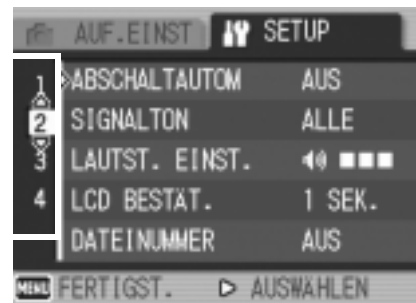 AUF.EINST SETUP
1 ABSCHALTAUTOM AUS
2 SIGNALTON ALLE
3 LAUTST. EINST.
4 LCD BESTÄT. 1 SEK.
DATEINUMMER AUS
MENU FERTIGST. AUSWÄHLEN